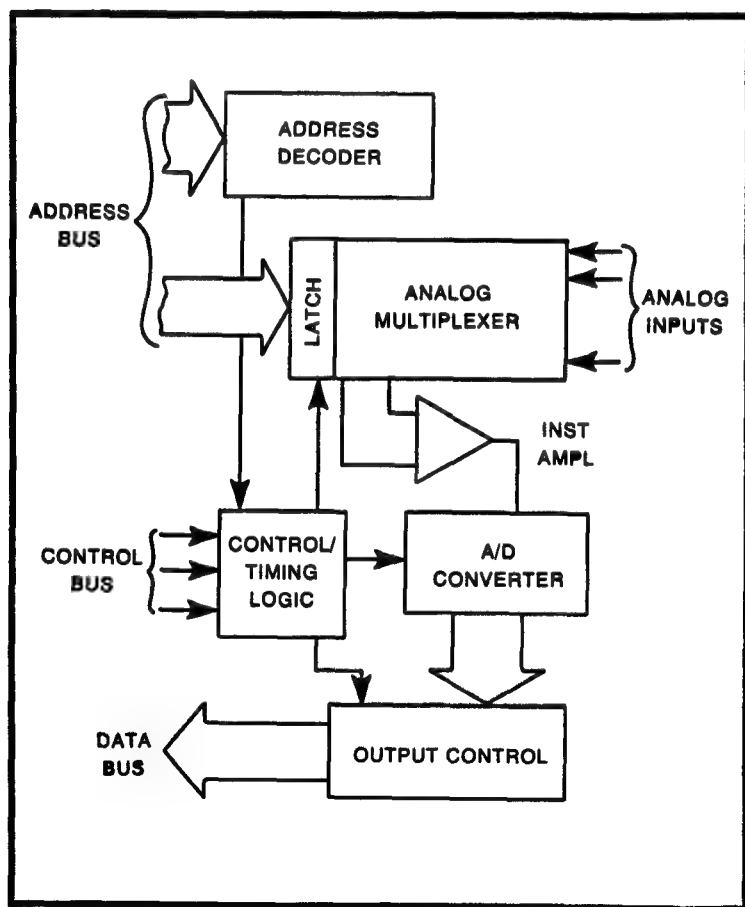 ADDRESS
DECODER
ADDRESS
BUS
LATCH
ANALOG
MULTIPLEXER
ANALOG
INPUTS
INST
AMPL
CONTROL
BUS
CONTROL/
TIMING
LOGIC
A/D
CONVERTER
DATA
BUS
OUTPUT CONTROL